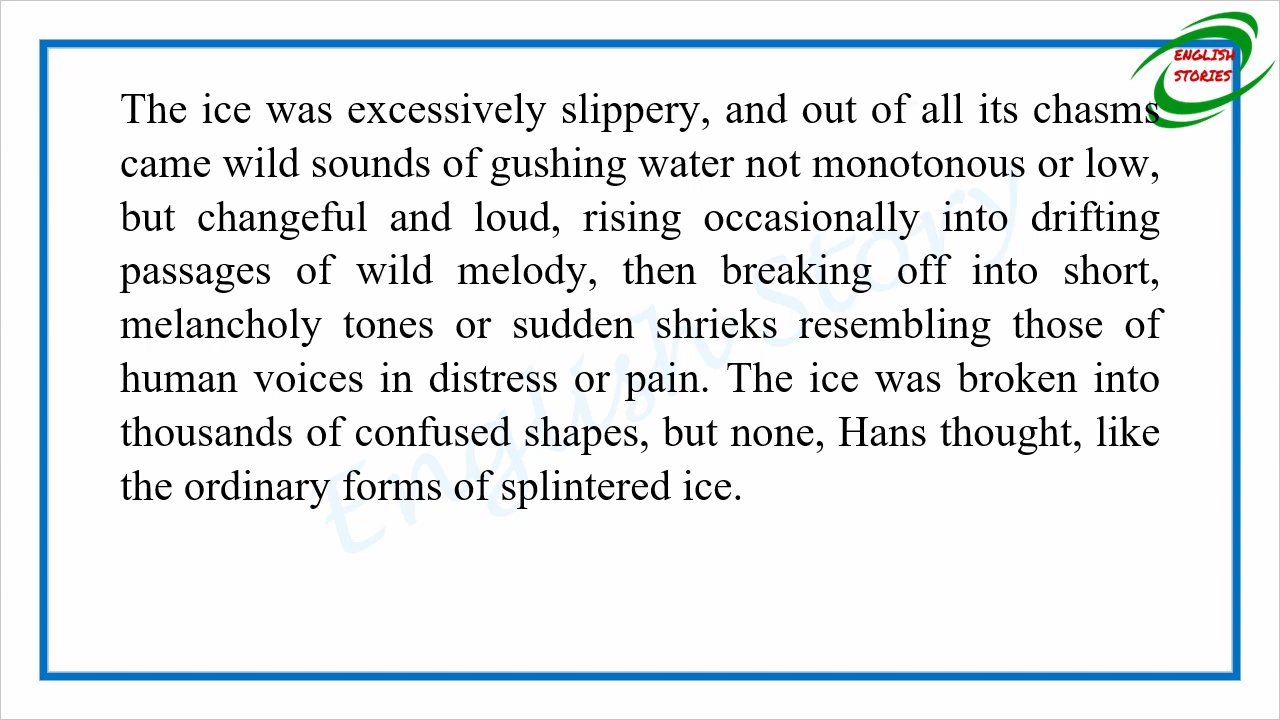 ENGLISH
STORIES
The ice was excessively slippery, and out of all its chasms
came wild sounds of gushing water not monotonous or low,
but changeful and loud, rising occasionally into drifting
passages of wild melody, then breaking off into short,
melancholy tones or sudden shrieks resembling those of
human voices in distress or pain. The ice was broken into
thousands of confused shapes, but none, Hans thought, like
the ordinary forms of splintered ice.
English Story